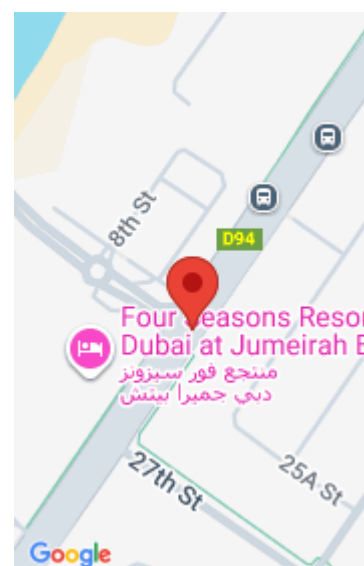 8th St
D94
Four Seasons Resor
Dubai at Jumeirah B
منتجع فور سيزونز
دبي جميرا بيتش
27th St
25A St
Google